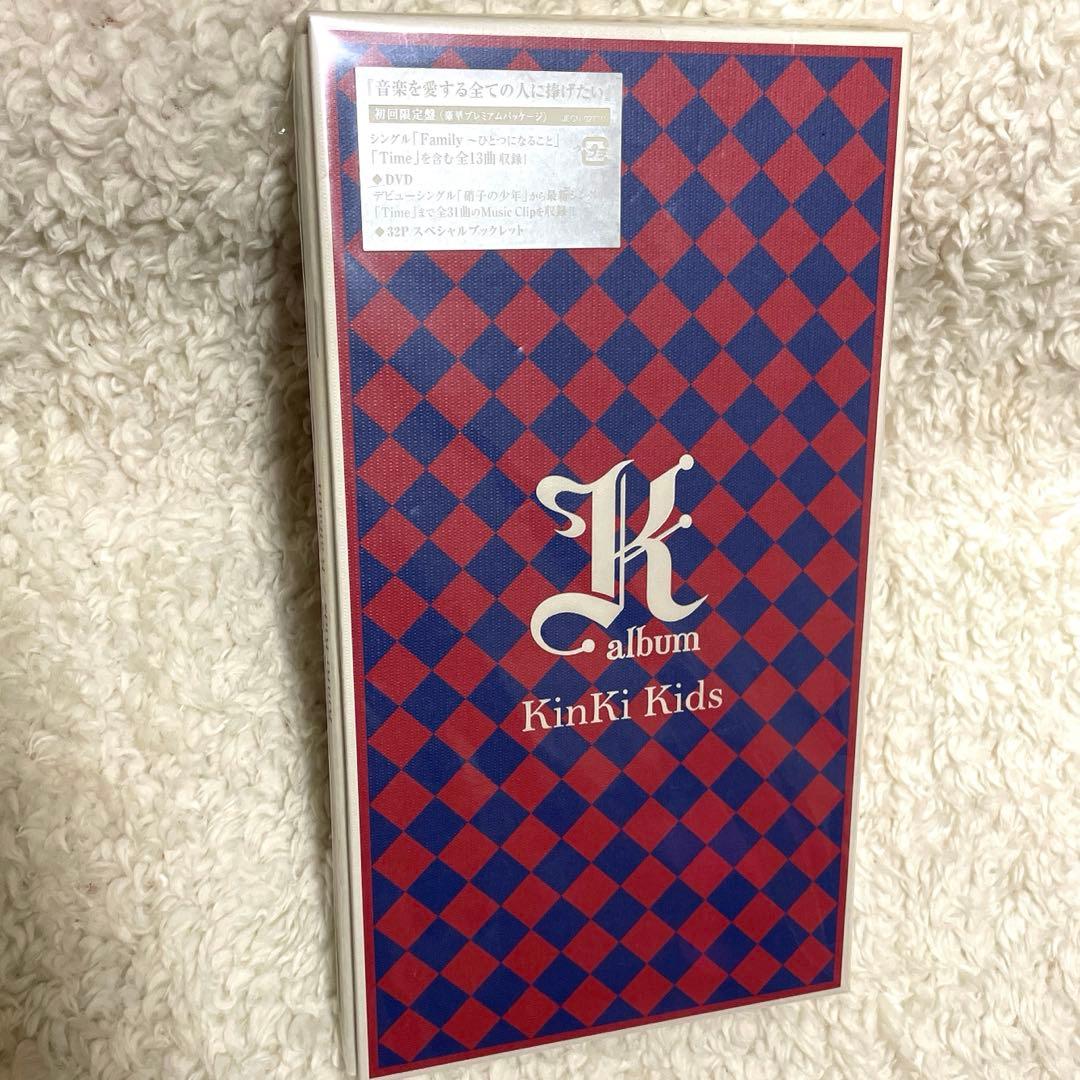 『音楽を愛する全ての人に捧げたい』
初回限定盤(豪華プレミアムパッケージ)
シングル「Family ～ひとつになること」
「Time」を含む全13曲収録!
◆DVD
デビューシングル「硝子の少年」から最新
「Time」まで全31曲のMusic Clipを収録
◆32P スペシャルブックレット
K
album
KinKi Kids